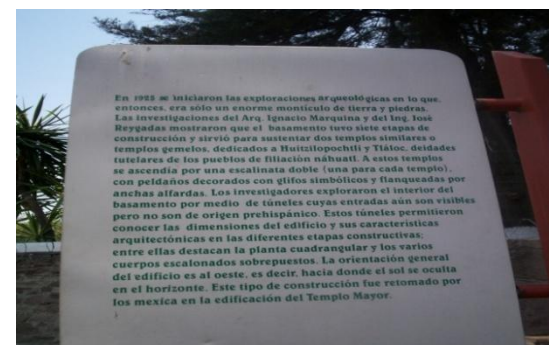 En 1925 se iniciaron las exploraciones arqueológicas en lo que,
entonces, era sólo un enorme montículo de tierra y piedras.
Las investigaciones del Arq. Ignacio Marquina y del Ing. José
Reygadas mostraron que el basamento tuvo siete etapas de
construcción y sirvió para sustentar dos templos similares o
templos gemelos, dedicados a Huitzilopochtli y Tláloc, deidades
tutelares de los pueblos de filiación náhuatl. A estos templos
se ascendía por una escalinata doble (una para cada templo),
con peldaños decorados con glifos simbólicos y flanqueadas por
anchas alfardas. Los investigadores exploraron el interior del
basamento por medio de túneles cuyas entradas aún son visibles
pero no son de origen prehispánico. Estos túneles permitieron
conocer las dimensiones del edificio y sus características
arquitectónicas en las diferentes etapas constructivas;
entre ellas destacan la planta cuadrangular y los varios
cuerpos escalonados sobrepuestos. La orientación general
del edificio es al oeste, es decir, hacia donde el sol se oculta
en el horizonte. Este tipo de construcción fue retomado por
los mexica en la edificación del Templo Mayor.